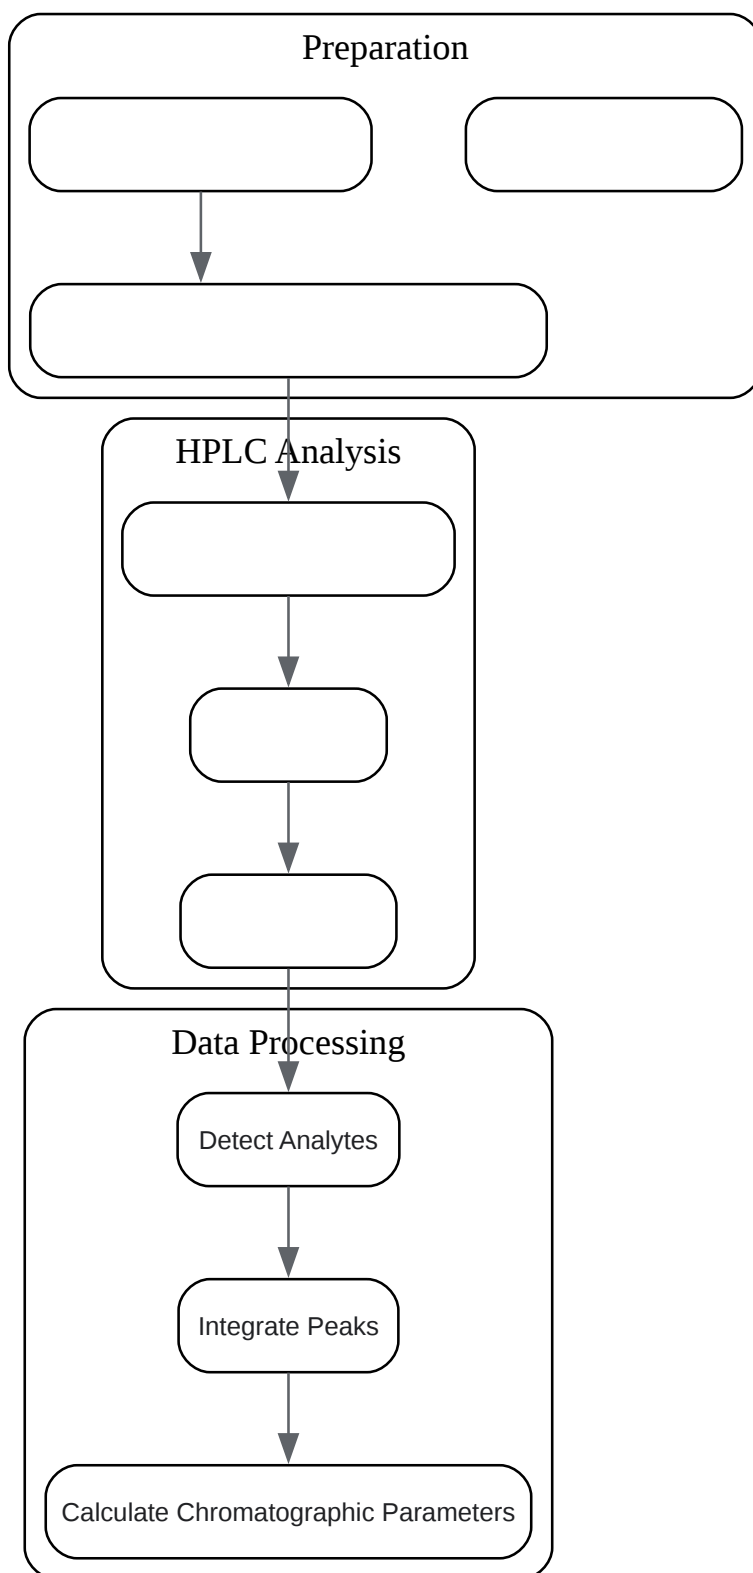 Preparation
HPLC Analysis
Data Processing
Detect Analytes
Integrate Peaks
Calculate Chromatographic Parameters